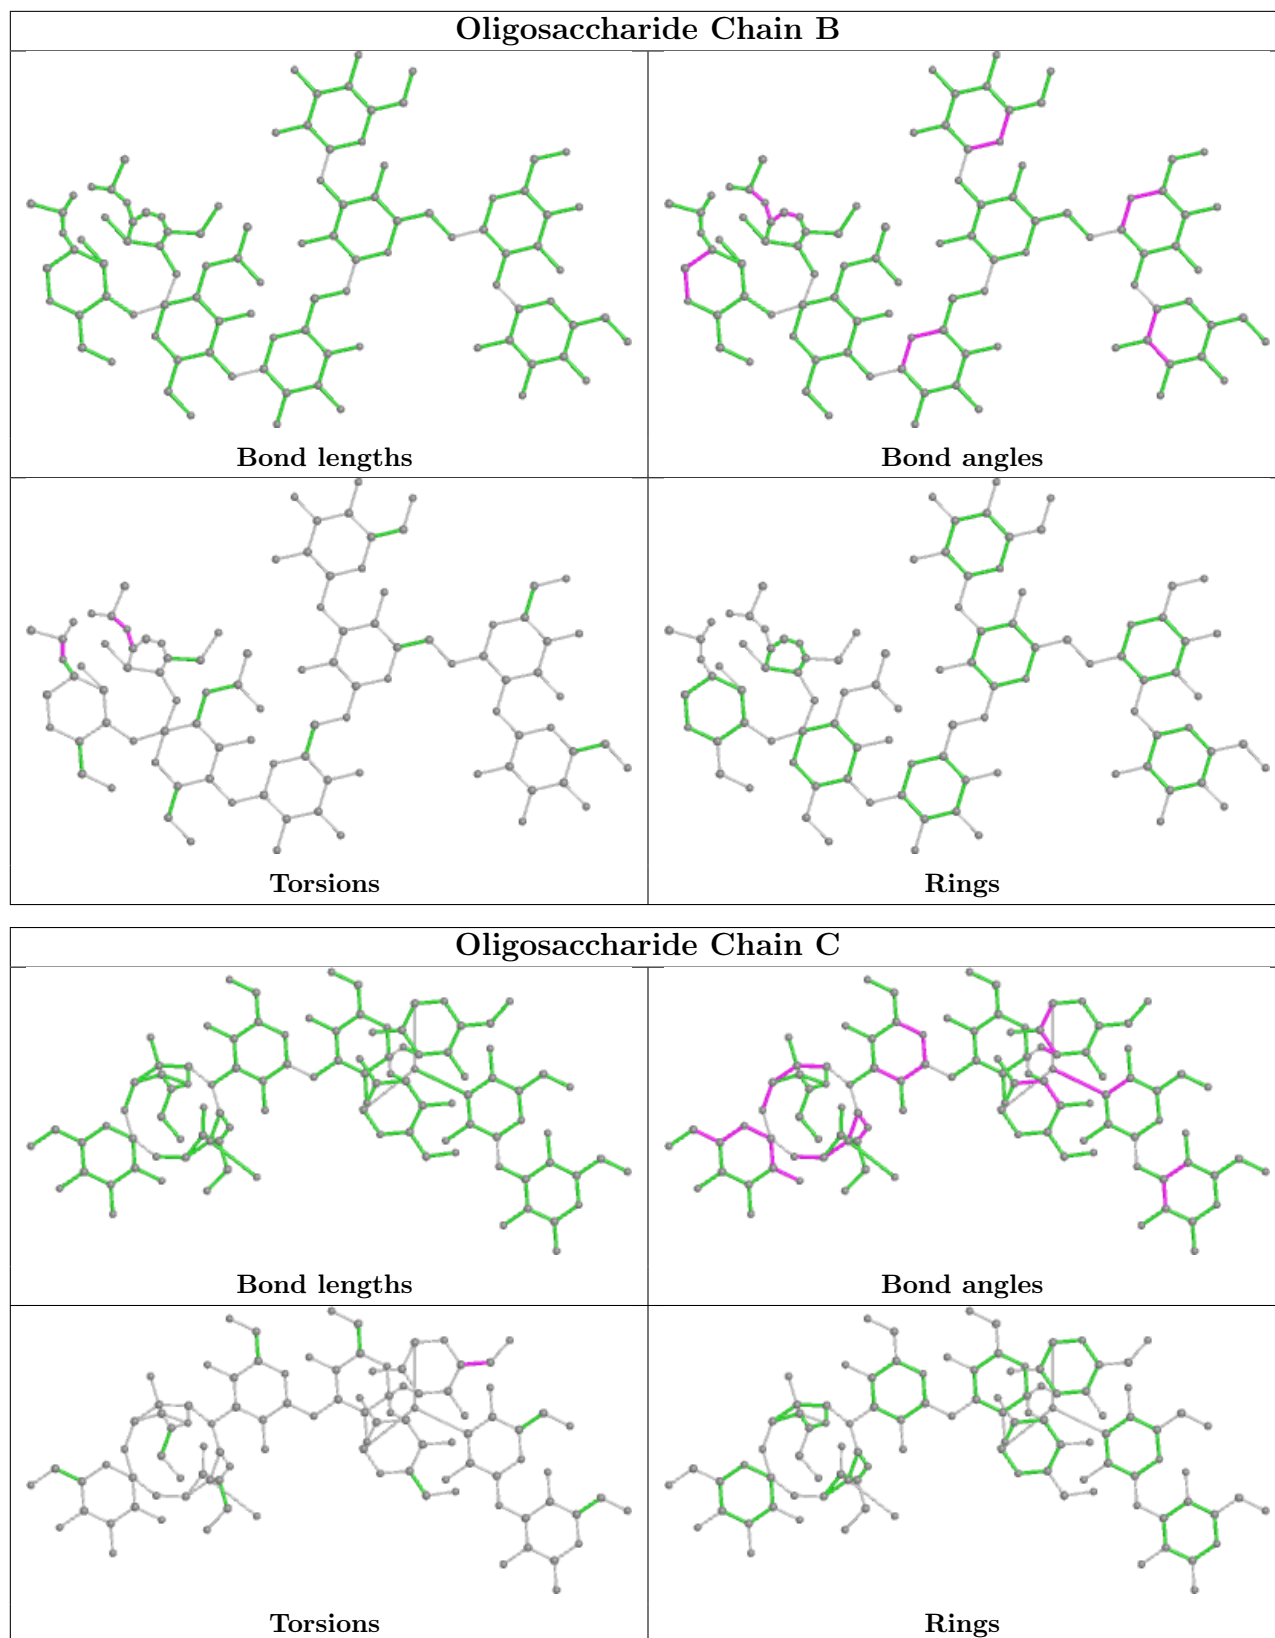 Oligosaccharide Chain B
Bond lengths
Bond angles
Torsions
Rings
Oligosaccharide Chain C
Bond lengths
Bond angles
Torsions
Rings